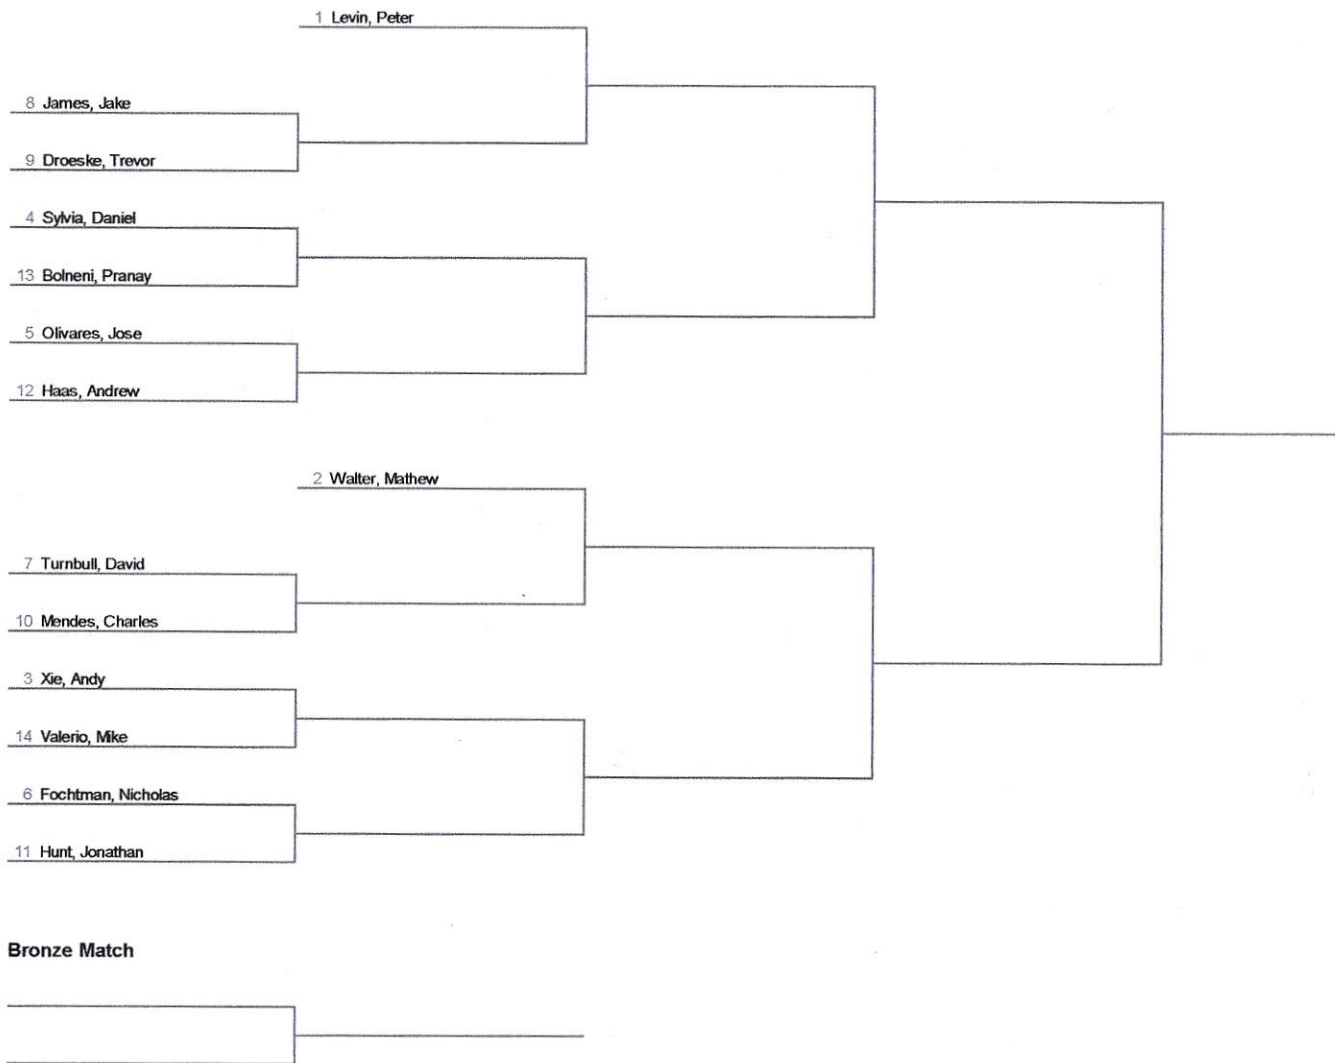 1 Levin, Peter
8 James, Jake
9 Droeske, Trevor
4 Sylvia, Daniel
13 Bolneni, Pranay
5 Olivares, Jose
12 Haas, Andrew
2 Walter, Mathew
7 Turnbull, David
10 Mendes, Charles
3 Xie, Andy
14 Valerio, Mike
6 Fochtman, Nicholas
11 Hunt, Jonathan
Bronze Match